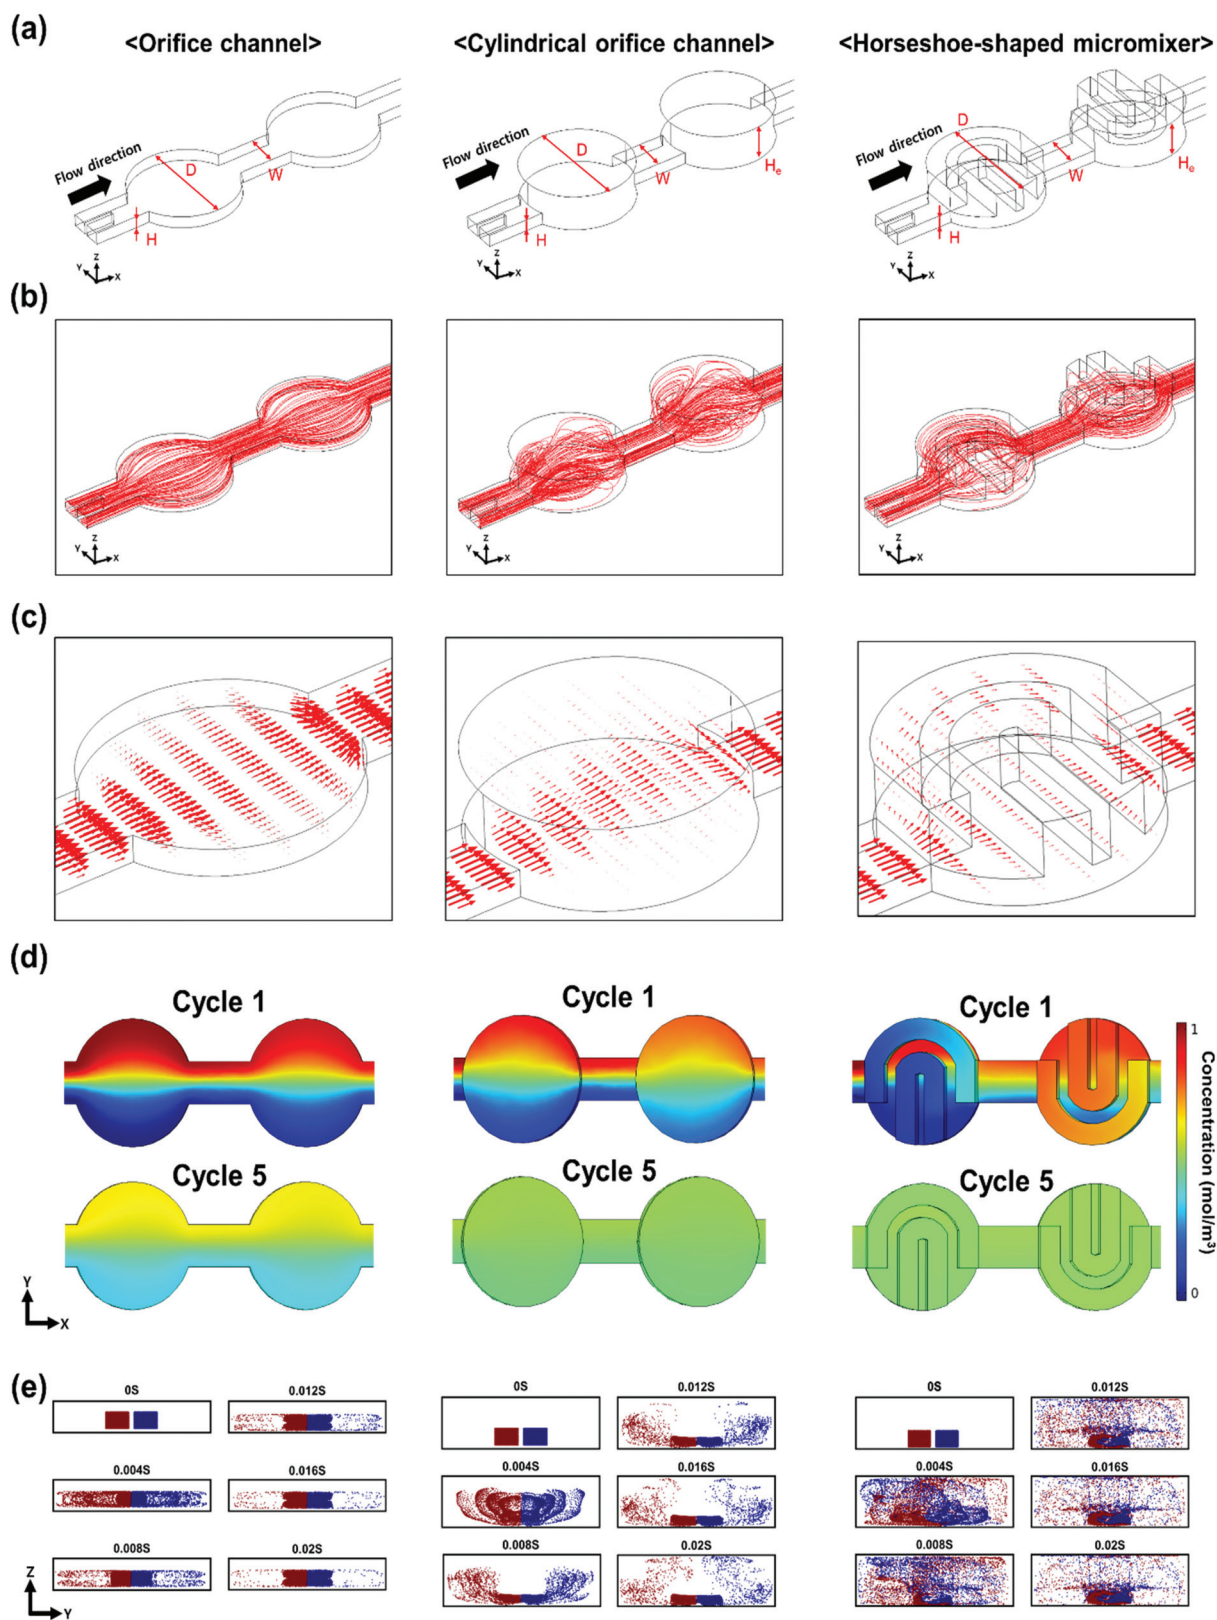 (a)
<Orifice channel>
<Cylindrical orifice channel>
<Horseshoe-shaped micromixer>
Flow direction
D
W
H
Z
Y
X
Flow direction
D
W
He
H
Z
Y
X
Flow direction
D
W
He
H
Z
Y
X
(b)
Z
Y
X
Z
Y
X
Z
Y
X
(c)
(d)
Cycle 1
Cycle 1
Cycle 1
Cycle 5
Cycle 5
Cycle 5
1
Concentration (mol/m³)
0
Y
X
(e)
0S
0.012S
0.004S
0.016S
0.008S
0.02S
0S
0.012S
0.004S
0.016S
0.008S
0.02S
0S
0.012S
0.004S
0.016S
0.008S
0.02S
Z
Y